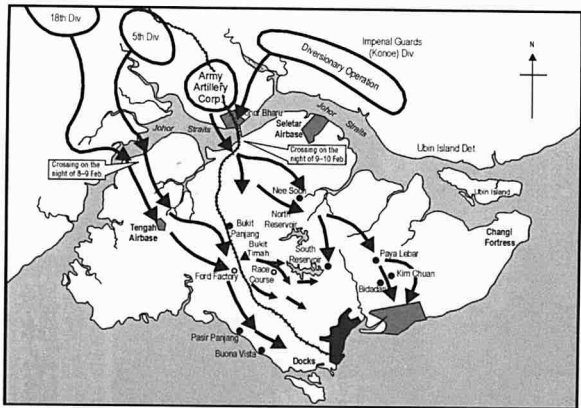 18th Div
5th Div
Imperial Guards
(Konoe) Div
Diversionary Operation
N
Army
Artillery
Corp
Johor Bharu
Johor Straits
Johor Straits
Seletar
Airbase
Ubin Island Det.
Crossing on the
night of 8–9 Feb
Crossing on the
night of 9–10 Feb
Ubin Island
Nee Soon
North
Reservoir
Changi
Fortress
Tengah
Airbase
Bukit
Panjang
Bukit
Timah
South
Reservoir
Paya Lebar
Kim Chuan
Ford Factory
Race
Course
Bidadari
Pasir Panjang
Buona Vista
Docks